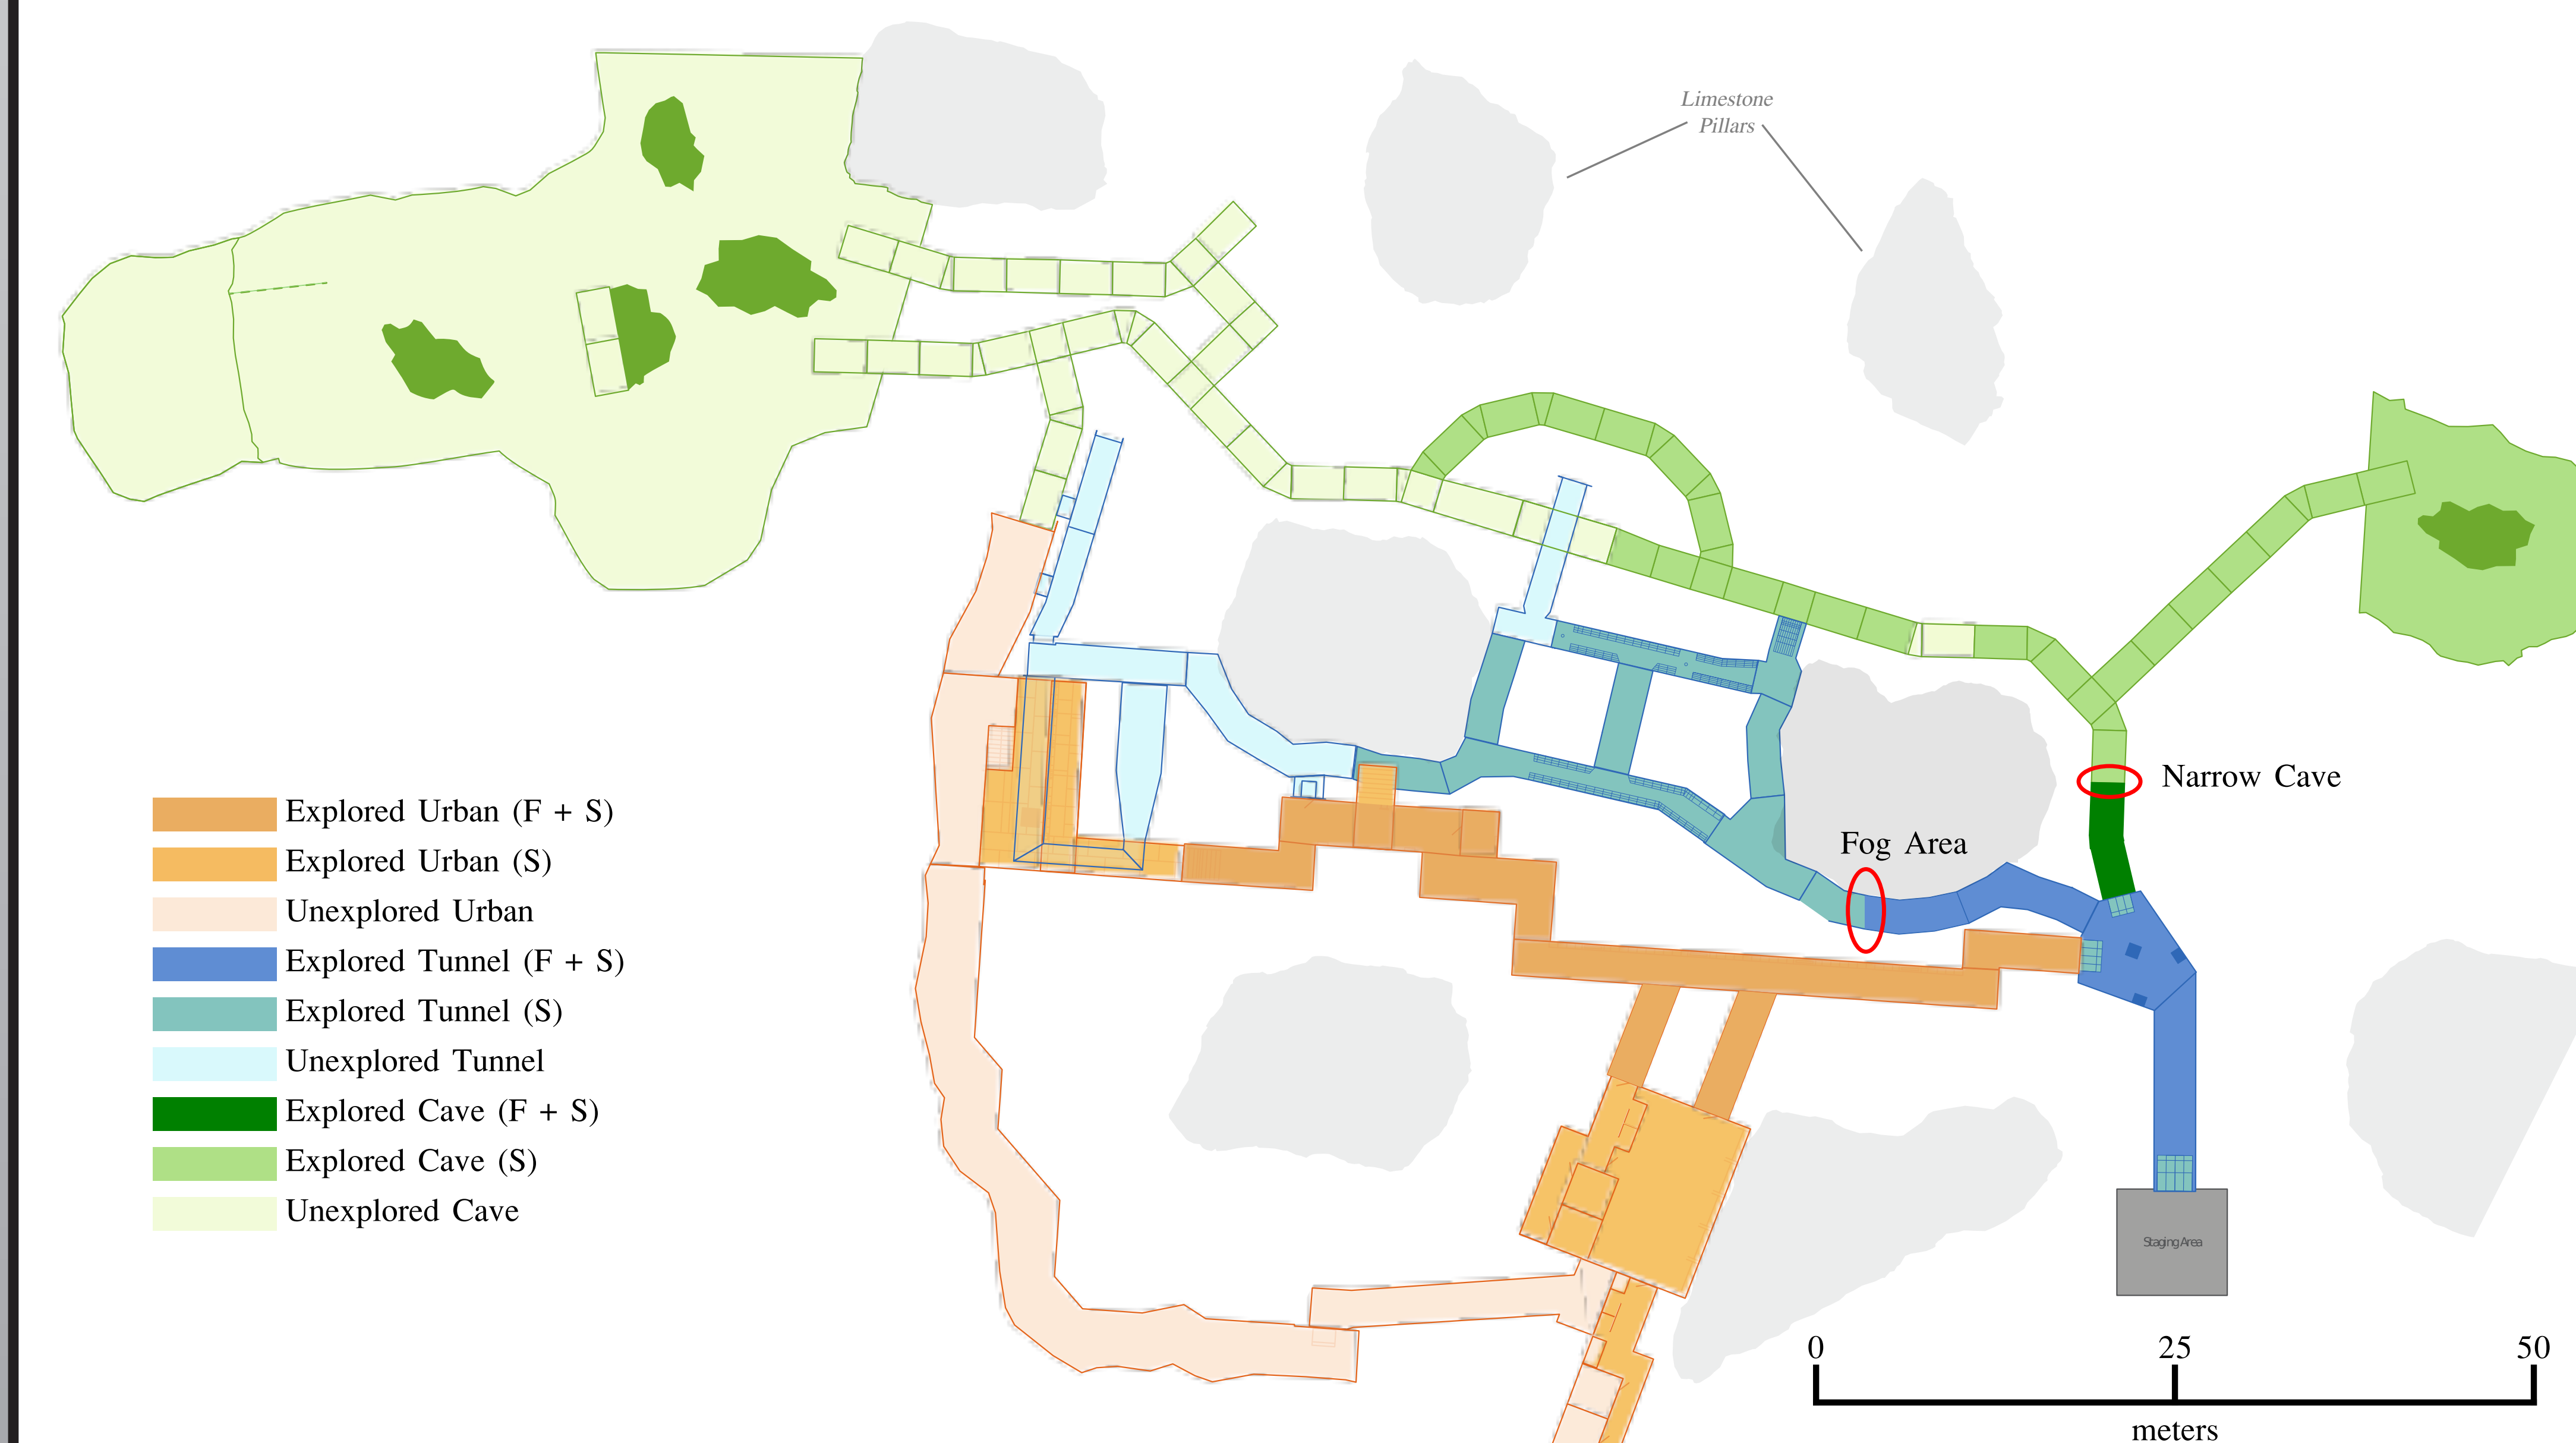 Limestone
Pillars
Narrow Cave
Fog Area
Explored Urban (F + S)
Explored Urban (S)
Unexplored Urban
Explored Tunnel (F + S)
Explored Tunnel (S)
Unexplored Tunnel
Explored Cave (F + S)
Explored Cave (S)
Unexplored Cave
Staging Area
0 25 50
meters